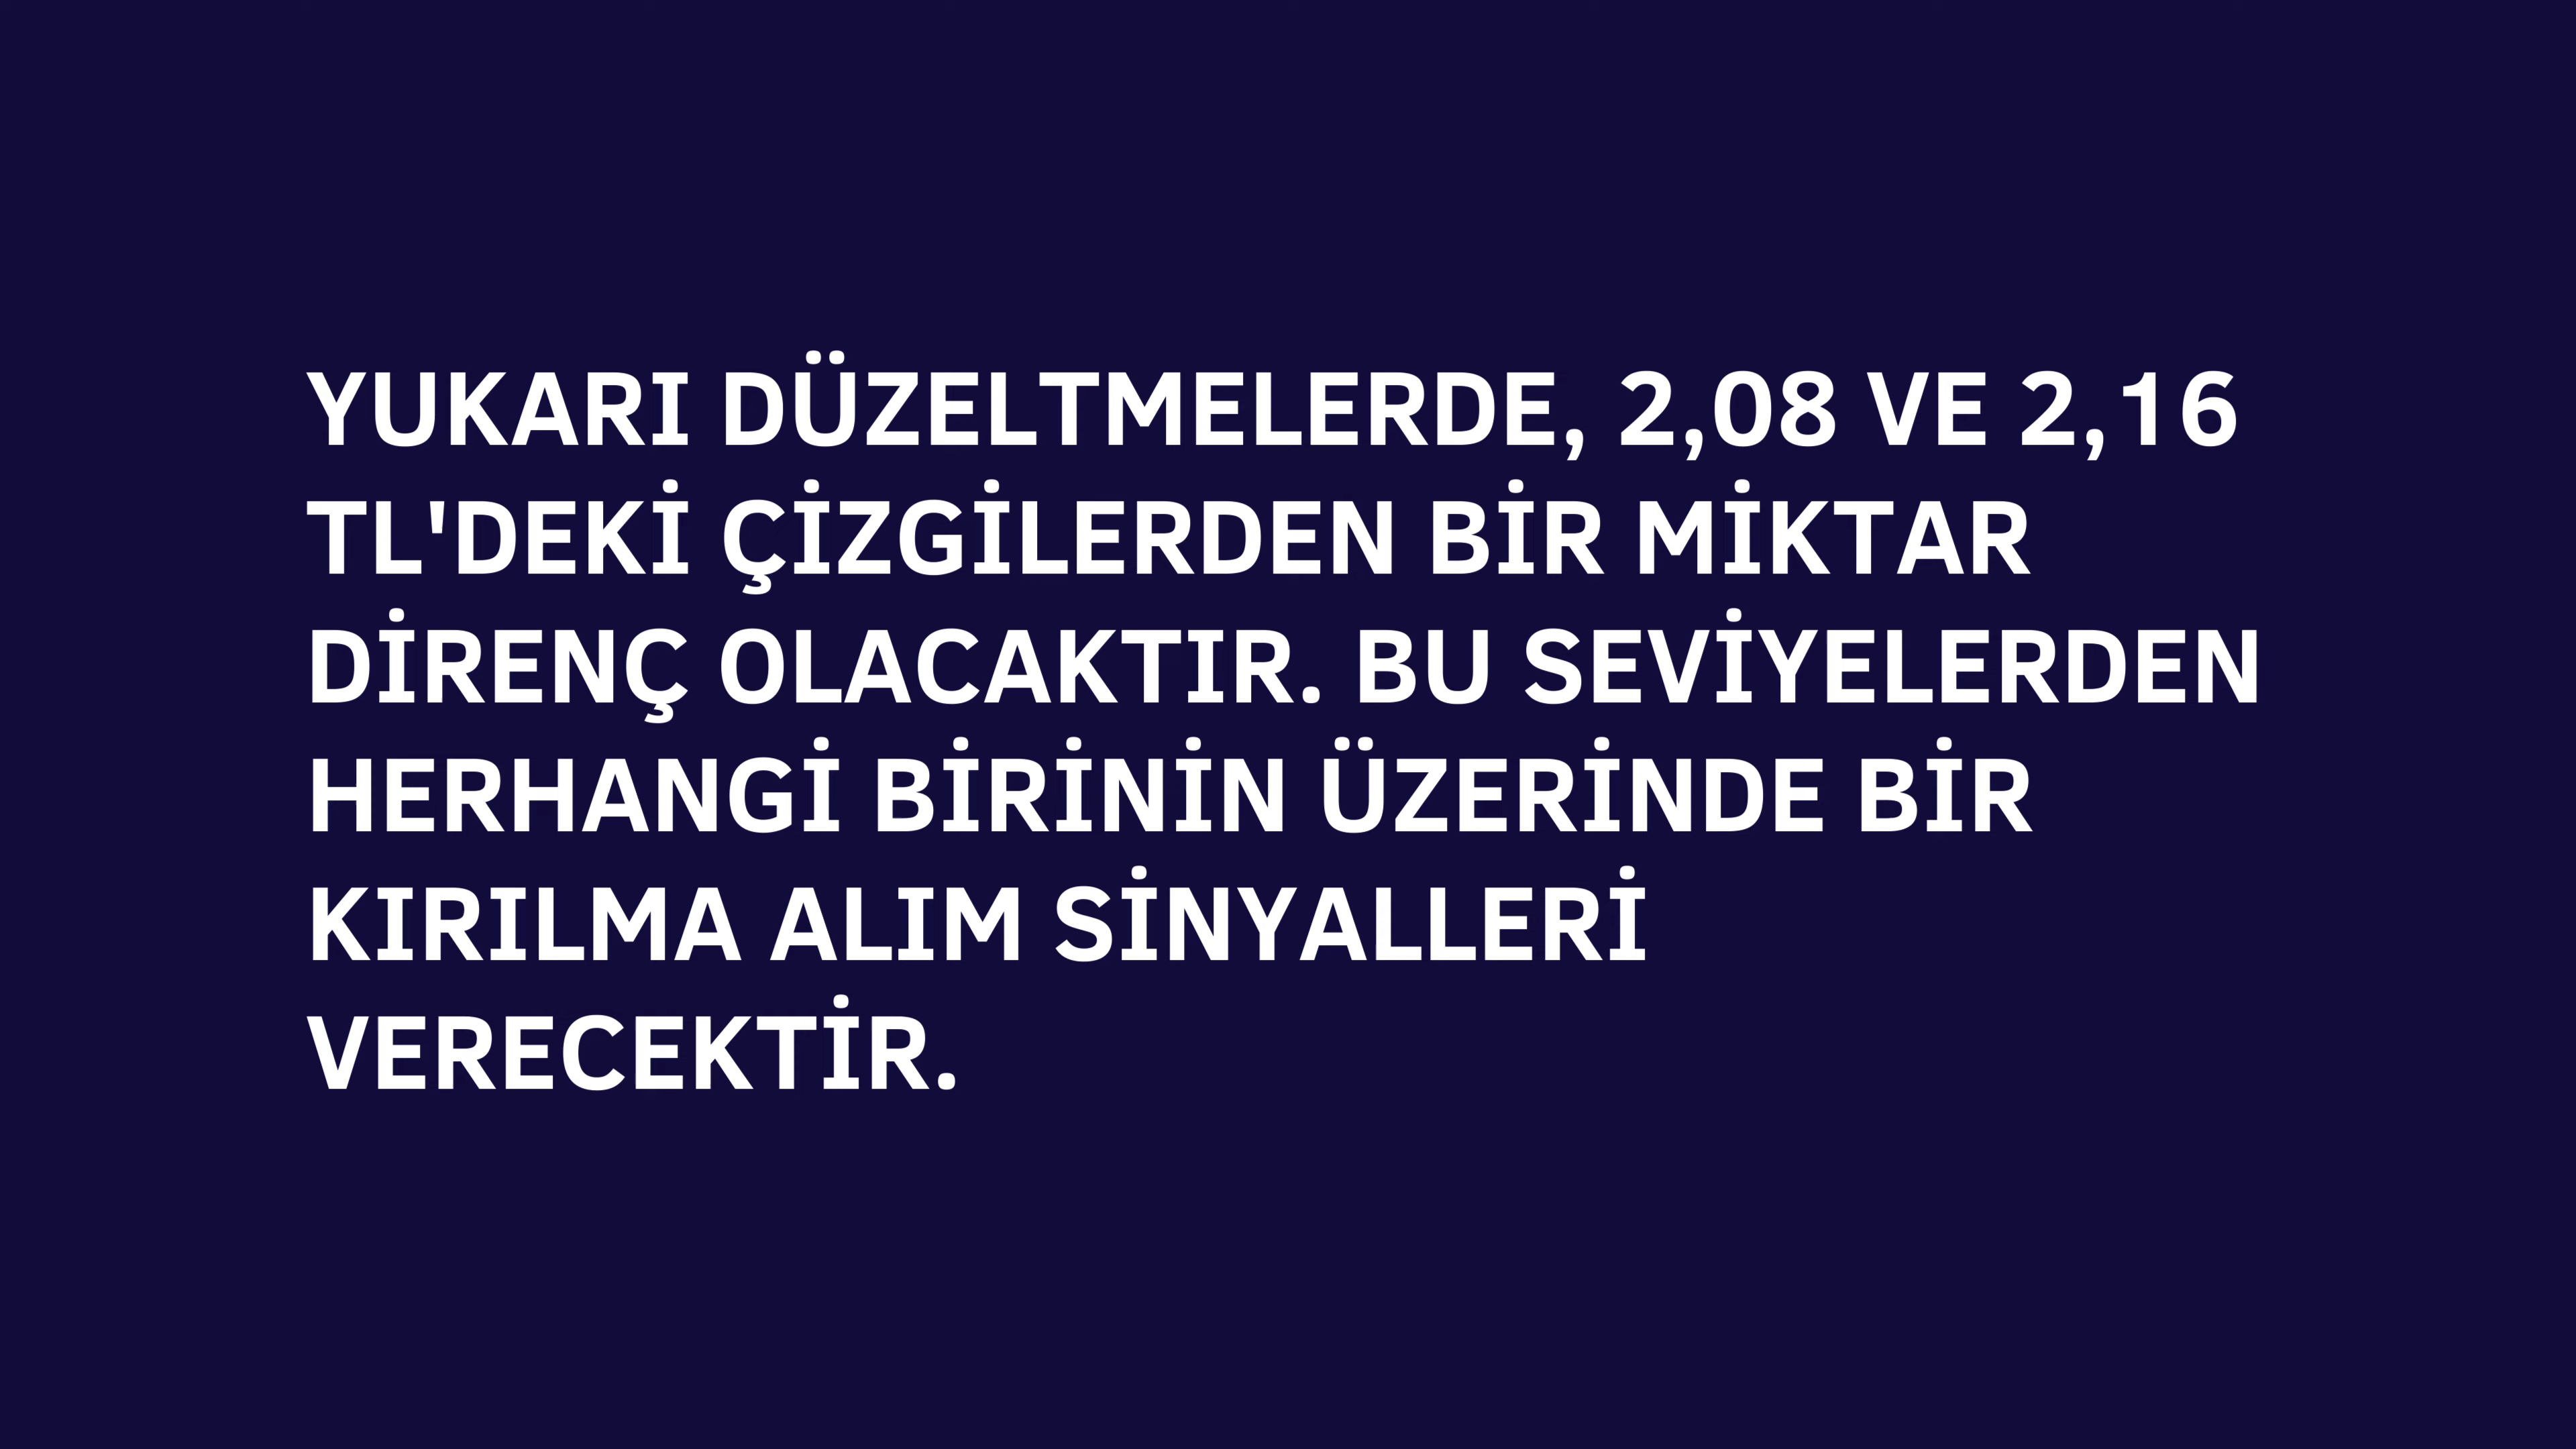 YUKARI DÜZELTMELERDE, 2,08 VE 2,16
TL'DEKİ ÇİZGİLERDEN BİR MİKTAR
DİRENÇ OLACAKTIR. BU SEVİYELERDEN
HERHANGİ BİRİNİN ÜZERİNDE BİR
KIRILMA ALIM SİNYALLERİ
VERECEKTİR.